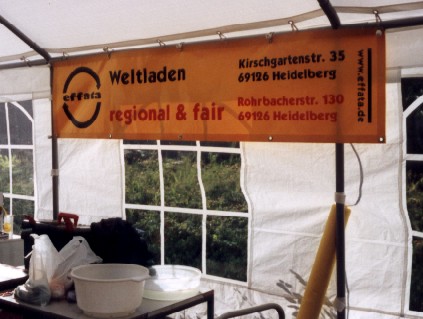 effata
Weltladen
regional & fair
Kirschgartenstr. 35
69126 Heidelberg
Rohrbacherstr. 130
69126 Heidelberg
www.effata.de